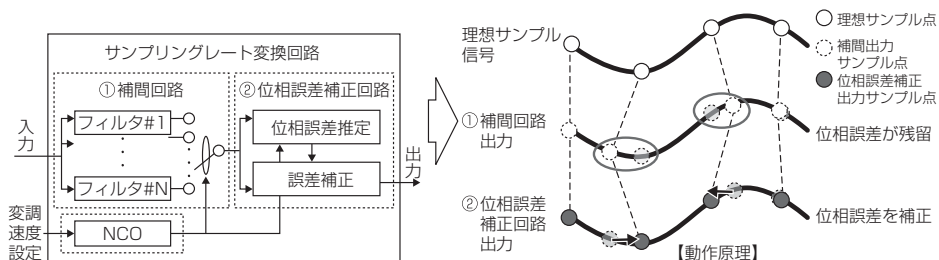 サンプリングレート変換回路
①補間回路
②位相誤差補正回路
入力
フィルタ#1
フィルタ#N
位相誤差推定
誤差補正
出力
変調
速度
設定
NCO
理想サンプル
信号
①補間回路
出力
②位相誤差
補正回路
出力
理想サンプル点
補間出力
サンプル点
位相誤差補正
出力サンプル点
位相誤差が残留
位相誤差を補正
【動作原理】